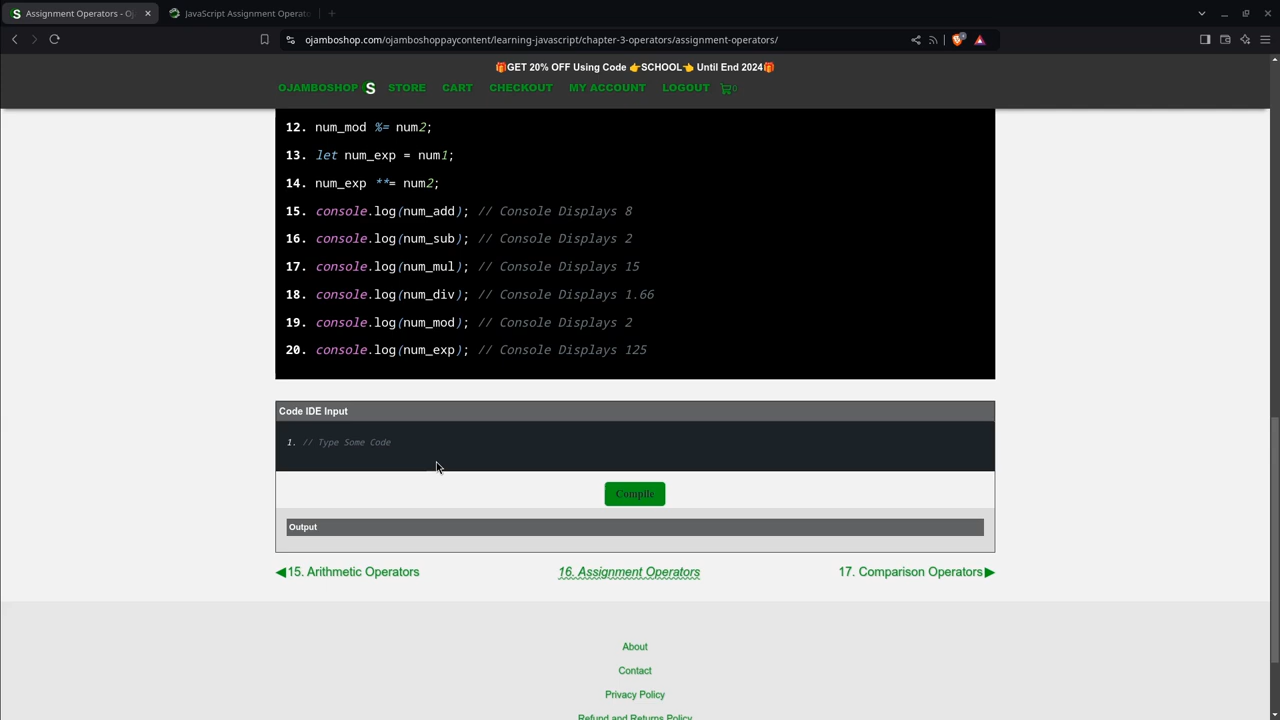 Assignment Operators - Oj
JavaScript Assignment Operato
ojamboshop.com/ojamboshoppaycontent/learning-javascript/chapter-3-operators/assignment-operators/
🎁GET 20% OFF Using Code 👉SCHOOL👈 Until End 2024🎁
OJAMBOSHOP S STORE CART CHECKOUT MY ACCOUNT LOGOUT 0
12. num_mod %= num2;
13. let num_exp = num1;
14. num_exp **= num2;
15. console.log(num_add); // Console Displays 8
16. console.log(num_sub); // Console Displays 2
17. console.log(num_mul); // Console Displays 15
18. console.log(num_div); // Console Displays 1.66
19. console.log(num_mod); // Console Displays 2
20. console.log(num_exp); // Console Displays 125
Code IDE Input
1. // Type Some Code
Compile
Output
◀15. Arithmetic Operators
16. Assignment Operators
17. Comparison Operators▶
About
Contact
Privacy Policy
Refund and Returns Policy